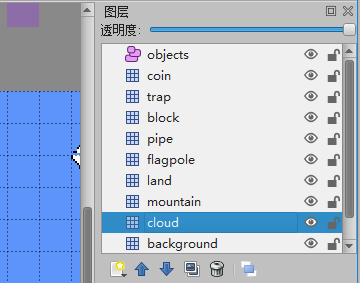 图层
透明度:
objects
coin
trap
block
pipe
flagpole
land
mountain
cloud
background